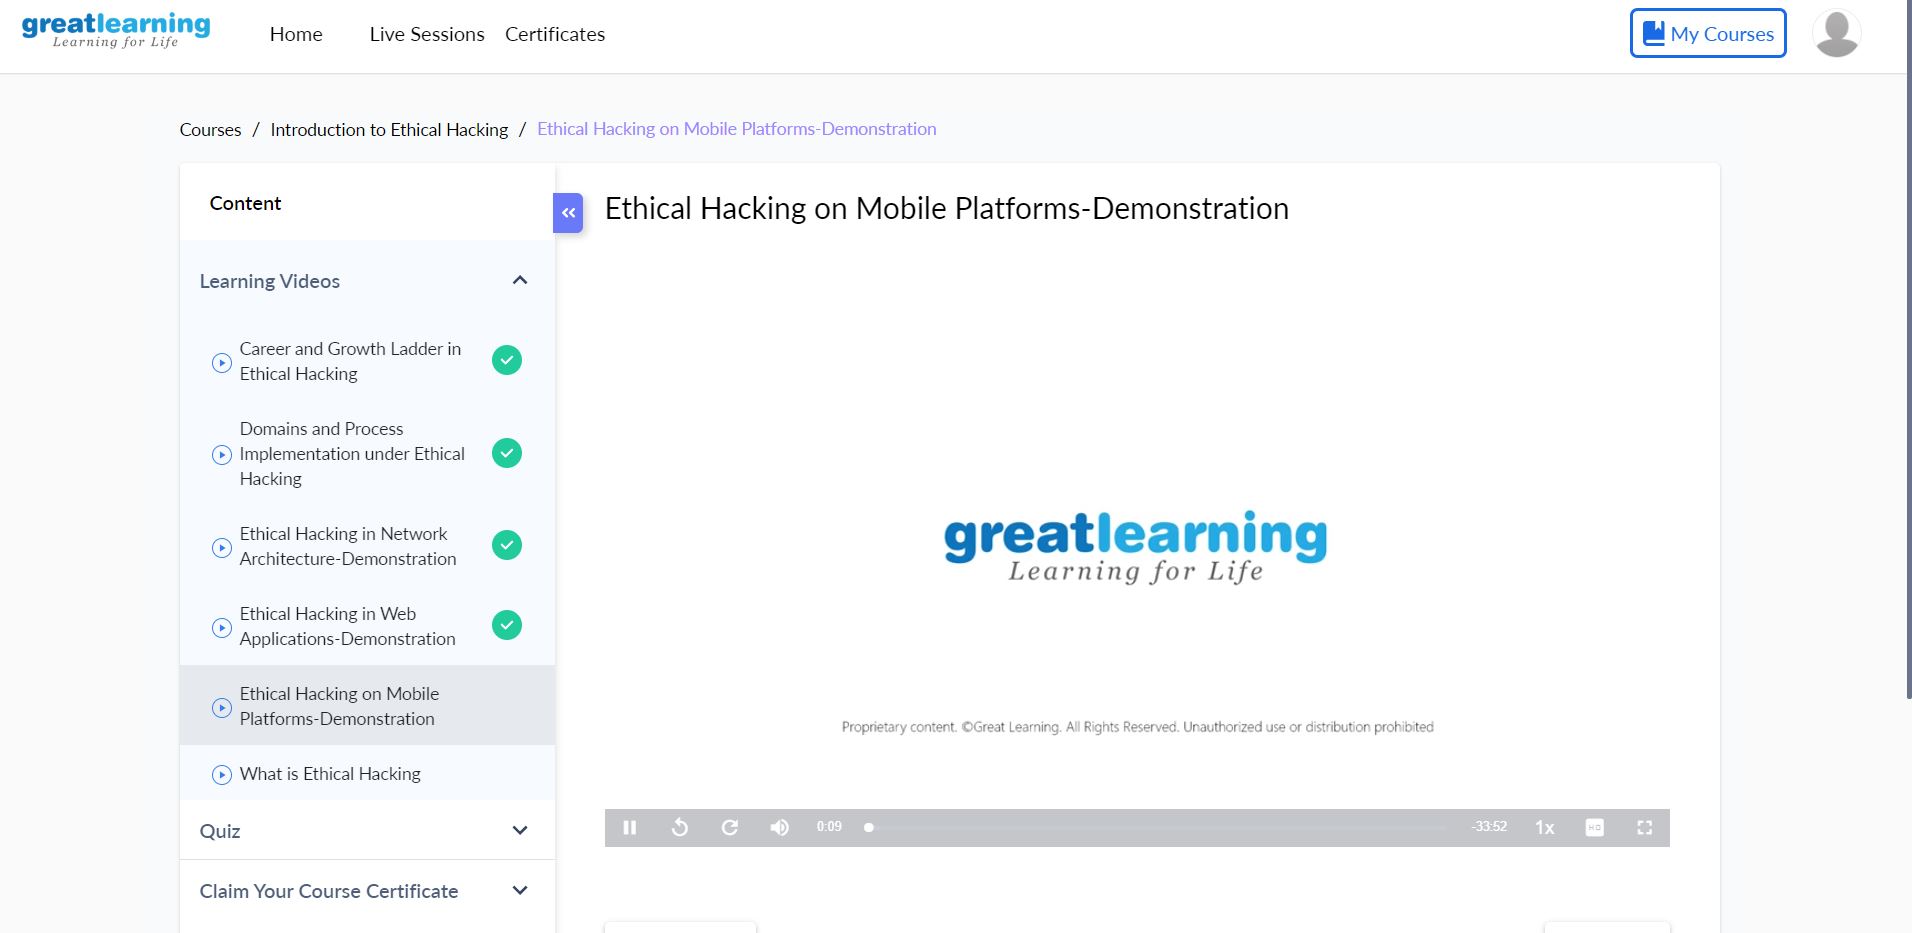 greatlearning
Learning for Life
Home
Live Sessions
Certificates
My Courses
Courses / Introduction to Ethical Hacking / Ethical Hacking on Mobile Platforms-Demonstration
Content
Learning Videos
Career and Growth Ladder in
Ethical Hacking
Domains and Process
Implementation under Ethical
Hacking
Ethical Hacking in Network
Architecture-Demonstration
Ethical Hacking in Web
Applications-Demonstration
Ethical Hacking on Mobile
Platforms-Demonstration
What is Ethical Hacking
Quiz
Claim Your Course Certificate
Ethical Hacking on Mobile Platforms-Demonstration
greatlearning
Learning for Life
Proprietary content. ©Great Learning. All Rights Reserved. Unauthorized use or distribution prohibited
0:09
-33:52
1x
HD